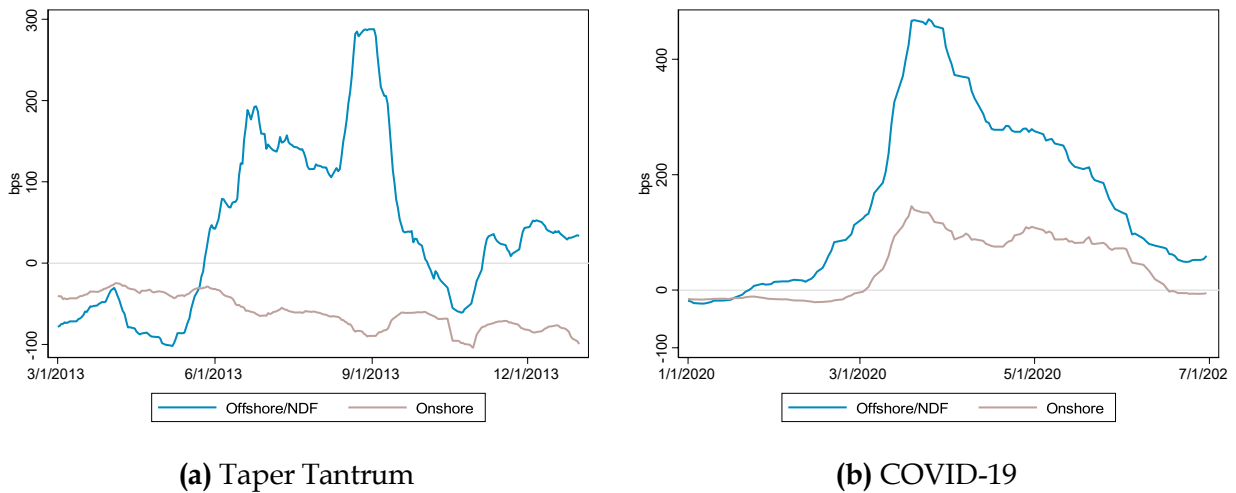 300
200
100
0
-100
bps
3/1/2013 6/1/2013 9/1/2013 12/1/2013
Offshore/NDF Onshore
(a) Taper Tantrum
400
200
0
-100
bps
1/1/2020 3/1/2020 5/1/2020 7/1/202
Offshore/NDF Onshore
(b) COVID-19